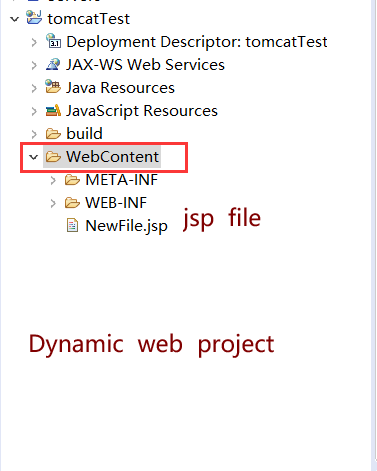 tomcatTest
Deployment Descriptor: tomcatTest
JAX-WS Web Services
Java Resources
JavaScript Resources
build
WebContent
META-INF
WEB-INF
NewFile.jsp
jsp file
Dynamic web project